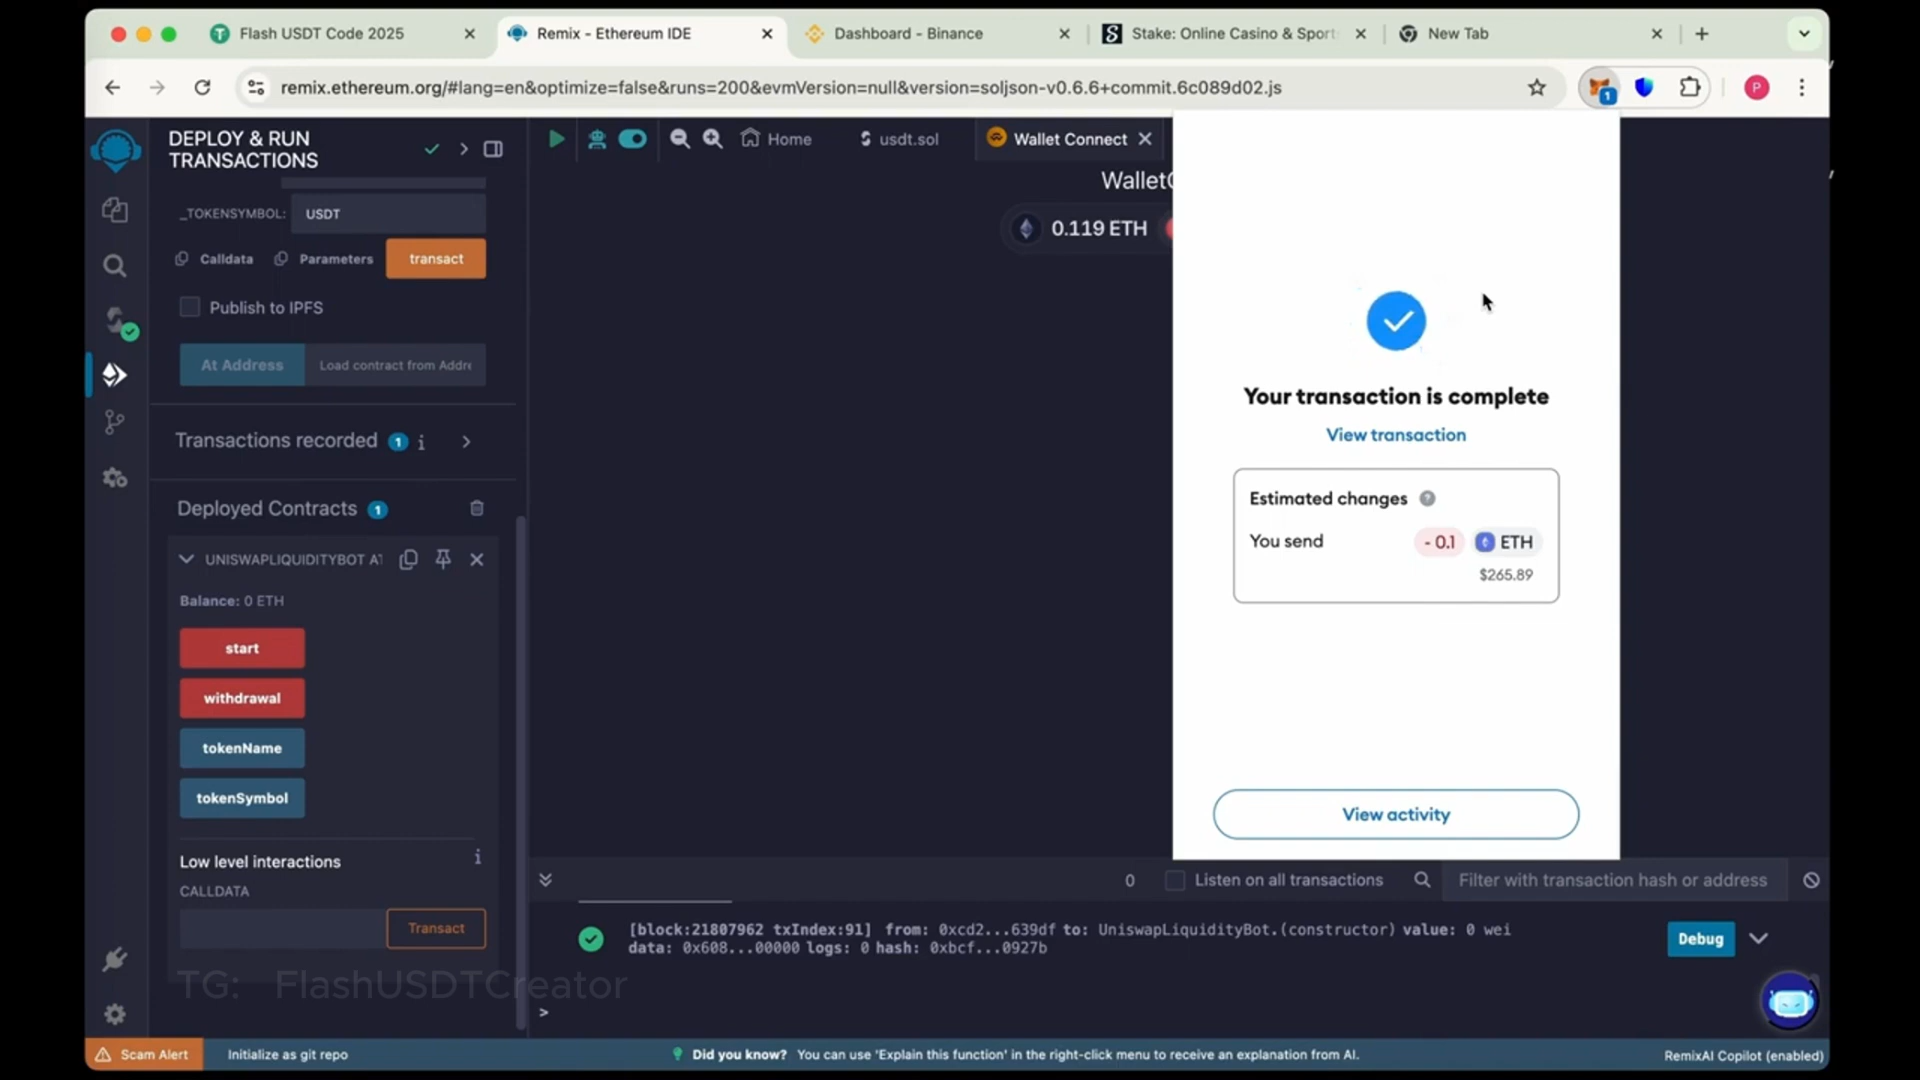 Flash USDT Code 2025
Remix - Ethereum IDE
Dashboard - Binance
Stake: Online Casino & Sport
New Tab
remix.ethereum.org/#lang=en&optimize=false&runs=200&evmVersion=null&version=soljson-v0.6.6+commit.6c089d02.js
1
P
DEPLOY & RUN
TRANSACTIONS
Home
usdt.sol
Wallet Connect
_TOKENSYMBOL:
USDT
Calldata
Parameters
transact
Publish to IPFS
At Address
Load contract from Addre
Transactions recorded 1 i
Deployed Contracts 1
UNISWAPLIQUIDITYBOT AT
Balance: 0 ETH
start
withdrawal
tokenName
tokenSymbol
Low level interactions
i
CALLDATA
Transact
WalletC
0.119 ETH
Your transaction is complete
View transaction
Estimated changes ?
You send
- 0.1
ETH
$265.89
View activity
0
Listen on all transactions
Filter with transaction hash or address
[block:21807962 txIndex:91] from: 0xcd2...639df to: UniswapLiquidityBot.(constructor) value: 0 wei
data: 0x608...00000 logs: 0 hash: 0xbcf...0927b
Debug
>
TG: FlashUSDTCreator
Scam Alert
Initialize as git repo
Did you know? You can use 'Explain this function' in the right-click menu to receive an explanation from AI.
RemixAI Copilot (enabled)